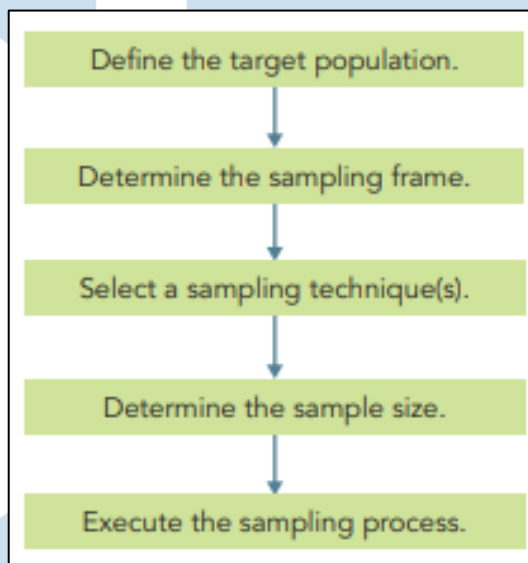 Define the target population.
Determine the sampling frame.
Select a sampling technique(s).
Determine the sample size.
Execute the sampling process.